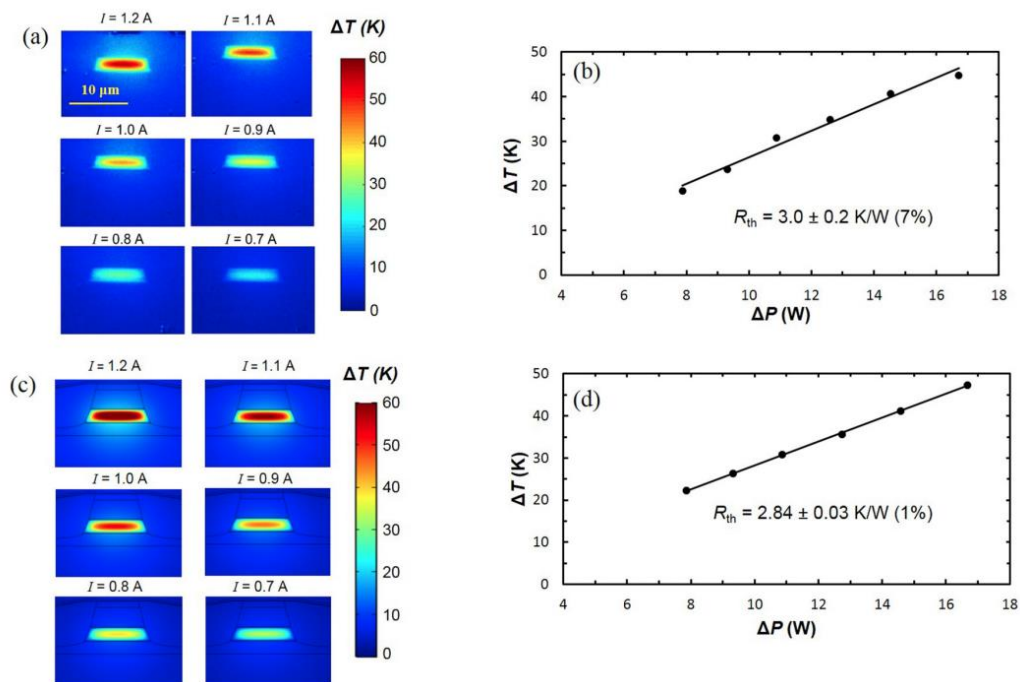 (a)
I = 1.2 A
I = 1.1 A
ΔT (K)
10 µm
I = 1.0 A
I = 0.9 A
I = 0.8 A
I = 0.7 A
60
50
40
30
20
10
0
(b)
50
40
30
20
10
0
ΔT (K)
Rth = 3.0 ± 0.2 K/W (7%)
4 6 8 10 12 14 16 18
ΔP (W)
(c)
I = 1.2 A
I = 1.1 A
ΔT (K)
I = 1.0 A
I = 0.9 A
I = 0.8 A
I = 0.7 A
60
50
40
30
20
10
0
(d)
50
40
30
20
10
0
ΔT (K)
Rth = 2.84 ± 0.03 K/W (1%)
4 6 8 10 12 14 16 18
ΔP (W)